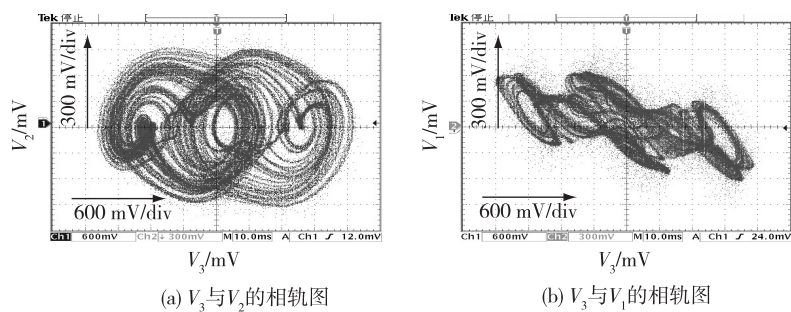 Tek 停止
V2/mV
300 mV/div
600 mV/div
1
T
Ch1 600mV Ch2 300mV M 10.0ms A Ch1 12.0mV
V3/mV
(a) V3与V2的相轨图
Tek 停止
V1/mV
300 mV/div
600 mV/div
2
T
Ch1 600mV Ch2 300mV M 10.0ms A Ch1 24.0mV
V3/mV
(b) V3与V1的相轨图